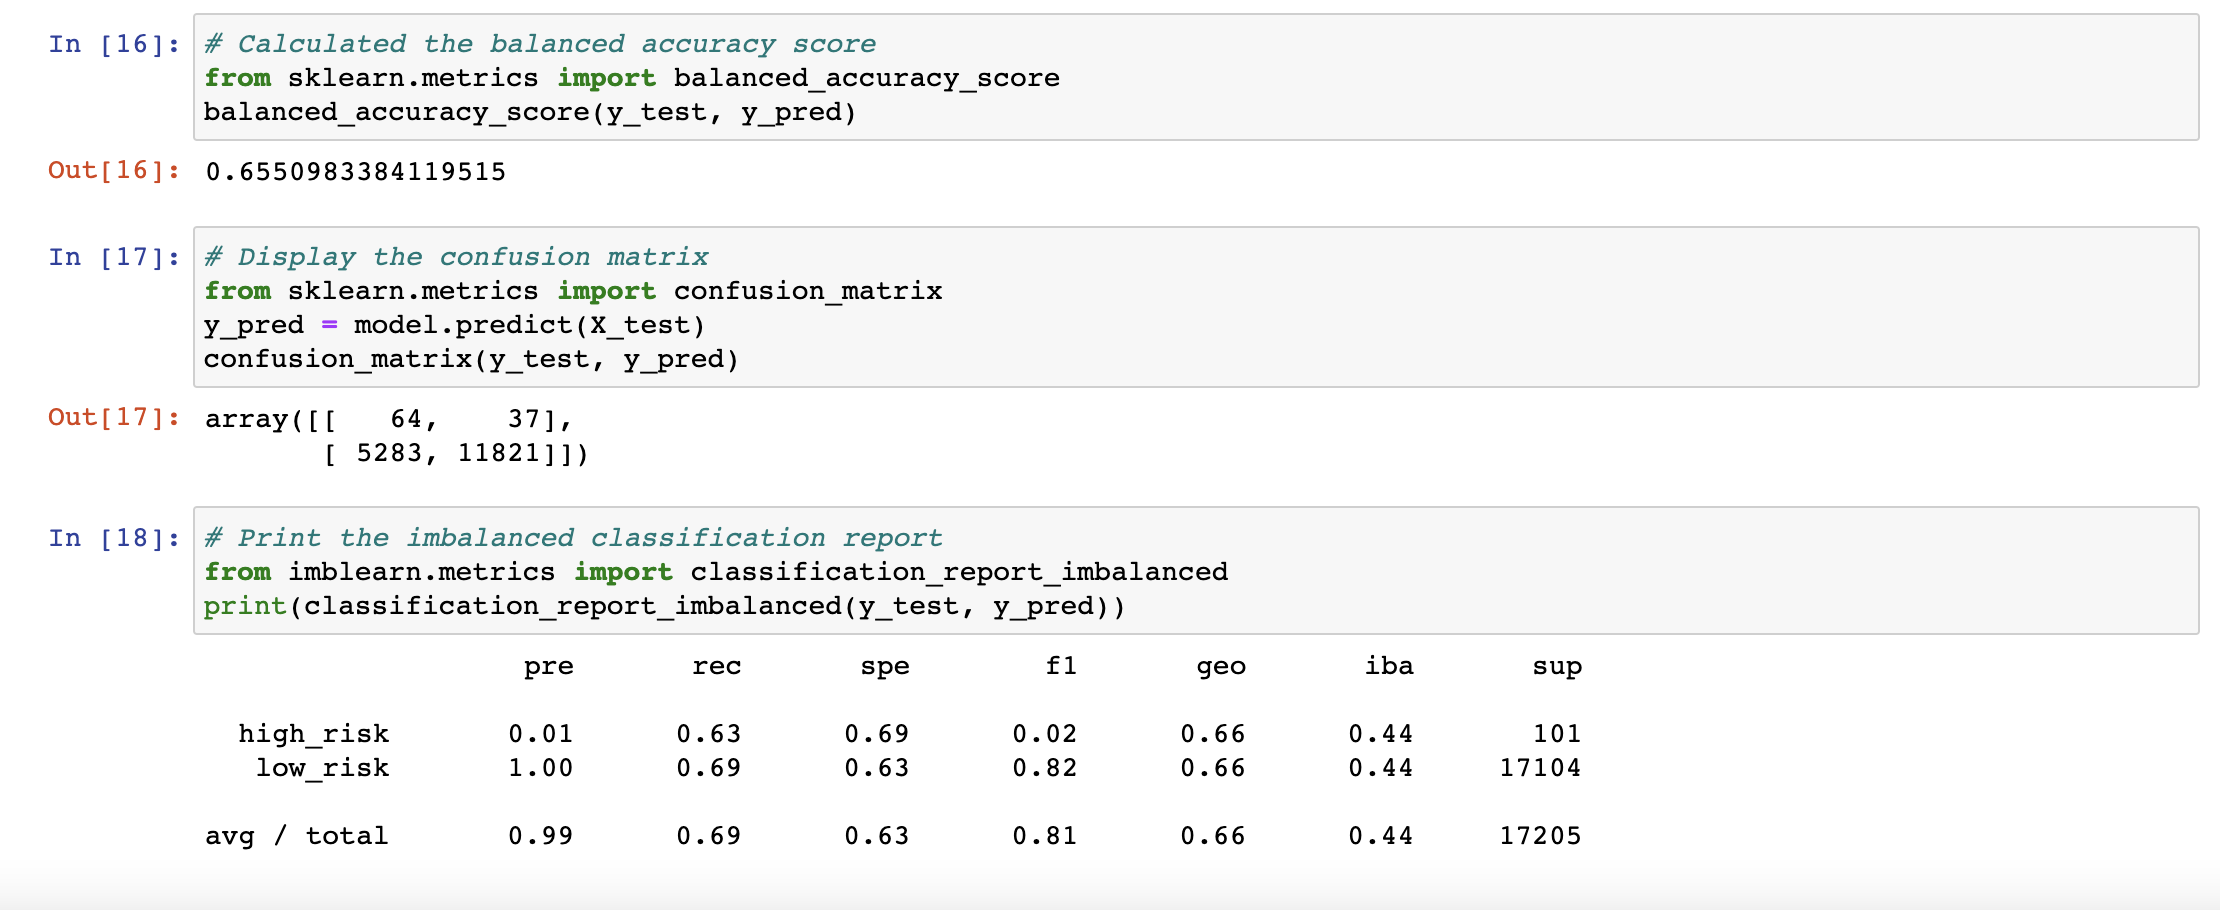 In [16]: # Calculated the balanced accuracy score
from sklearn.metrics import balanced_accuracy_score
balanced_accuracy_score(y_test, y_pred)
Out[16]: 0.6550983384119515
In [17]: # Display the confusion matrix
from sklearn.metrics import confusion_matrix
y_pred = model.predict(X_test)
confusion_matrix(y_test, y_pred)
Out[17]: array([[   64,    37],
       [ 5283, 11821]])
In [18]: # Print the imbalanced classification report
from imblearn.metrics import classification_report_imbalanced
print(classification_report_imbalanced(y_test, y_pred))
pre rec spe f1 geo iba sup
high_risk 0.01 0.63 0.69 0.02 0.66 0.44 101
low_risk 1.00 0.69 0.63 0.82 0.66 0.44 17104
avg / total 0.99 0.69 0.63 0.81 0.66 0.44 17205